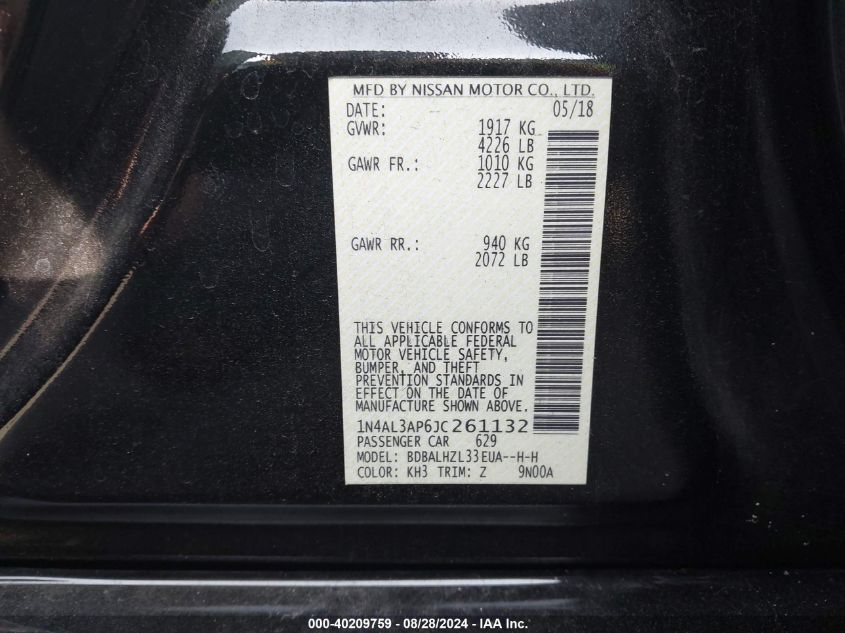 MFD BY NISSAN MOTOR CO., LTD.
DATE: 05/18
GVWR: 1917 KG
4226 LB
GAWR FR.: 1010 KG
2227 LB
GAWR RR.: 940 KG
2072 LB
THIS VEHICLE CONFORMS TO
ALL APPLICABLE FEDERAL
MOTOR VEHICLE SAFETY,
BUMPER, AND THEFT
PREVENTION STANDARDS IN
EFFECT ON THE DATE OF
MANUFACTURE SHOWN ABOVE.
1N4AL3AP6JC261132
PASSENGER CAR 629
MODEL: BDBALHZL33EUA--H-H
COLOR: KH3 TRIM: Z 9N00A
000-40209759 - 08/28/2024 - IAA Inc.